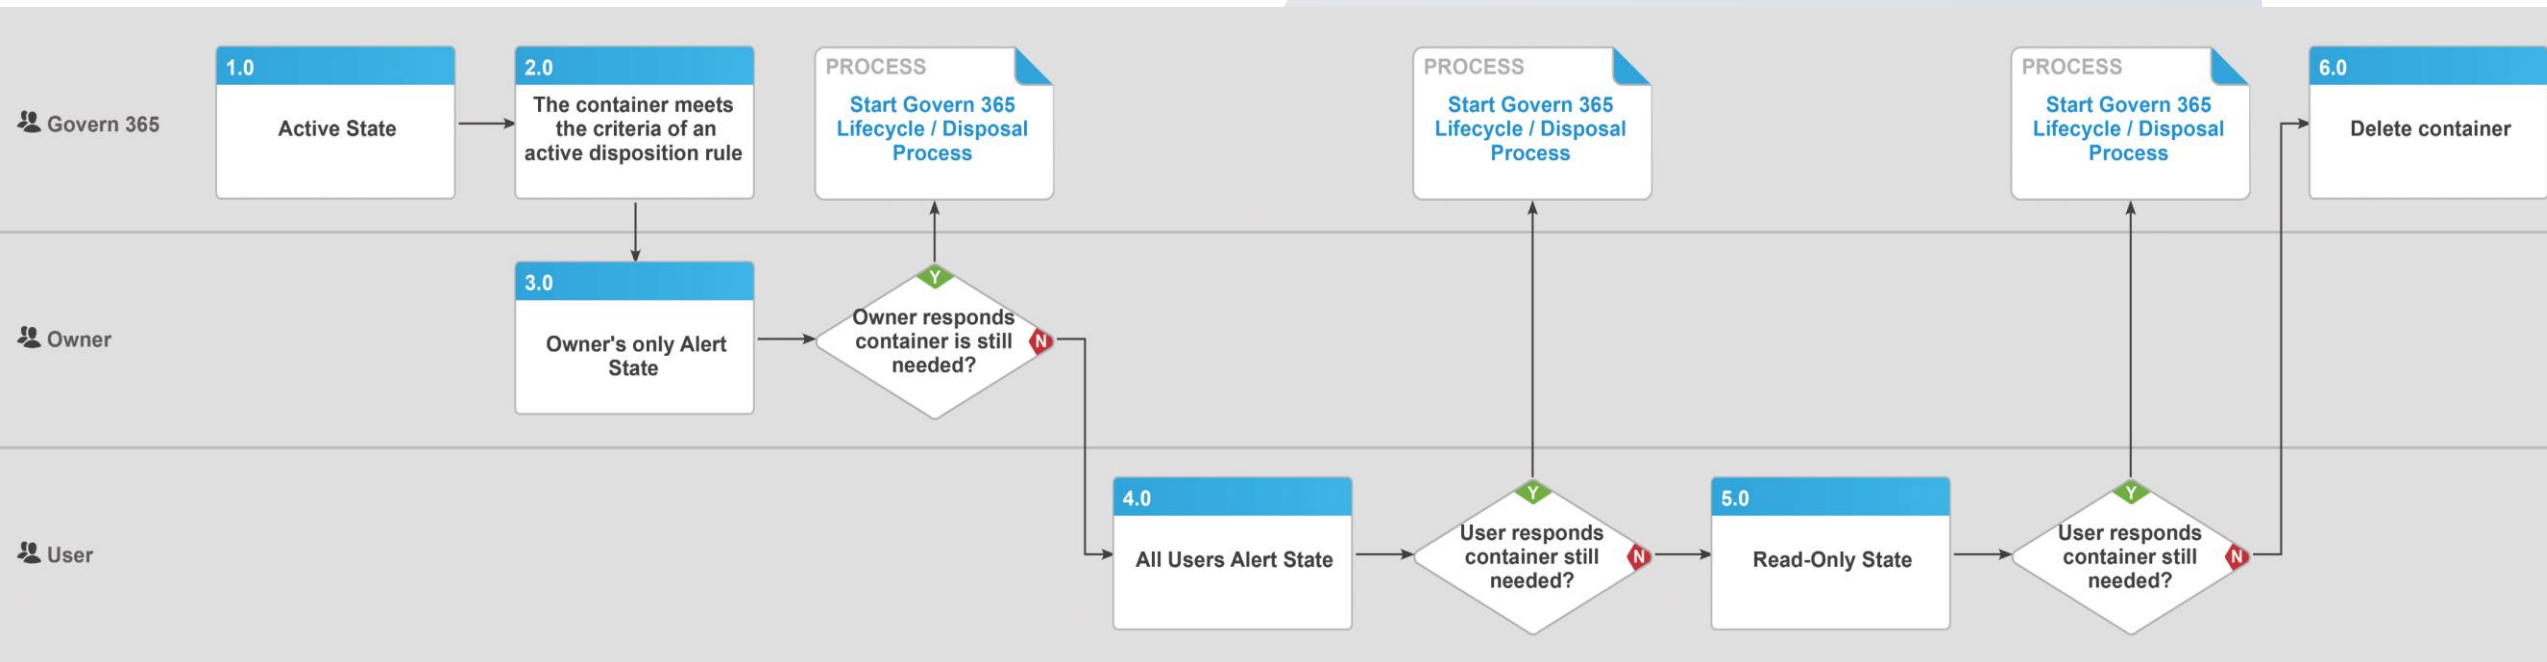 1.0
2.0
PROCESS
PROCESS
PROCESS
6.0
Govern 365
Active State
The container meets
the criteria of an
active disposition rule
Start Govern 365
Lifecycle / Disposal
Process
Start Govern 365
Lifecycle / Disposal
Process
Start Govern 365
Lifecycle / Disposal
Process
Delete container
Owner
3.0
Owner's only Alert
State
Y
Owner responds
container is still
needed?
N
User
4.0
All Users Alert State
Y
User responds
container still
needed?
N
5.0
Read-Only State
Y
User responds
container still
needed?
N